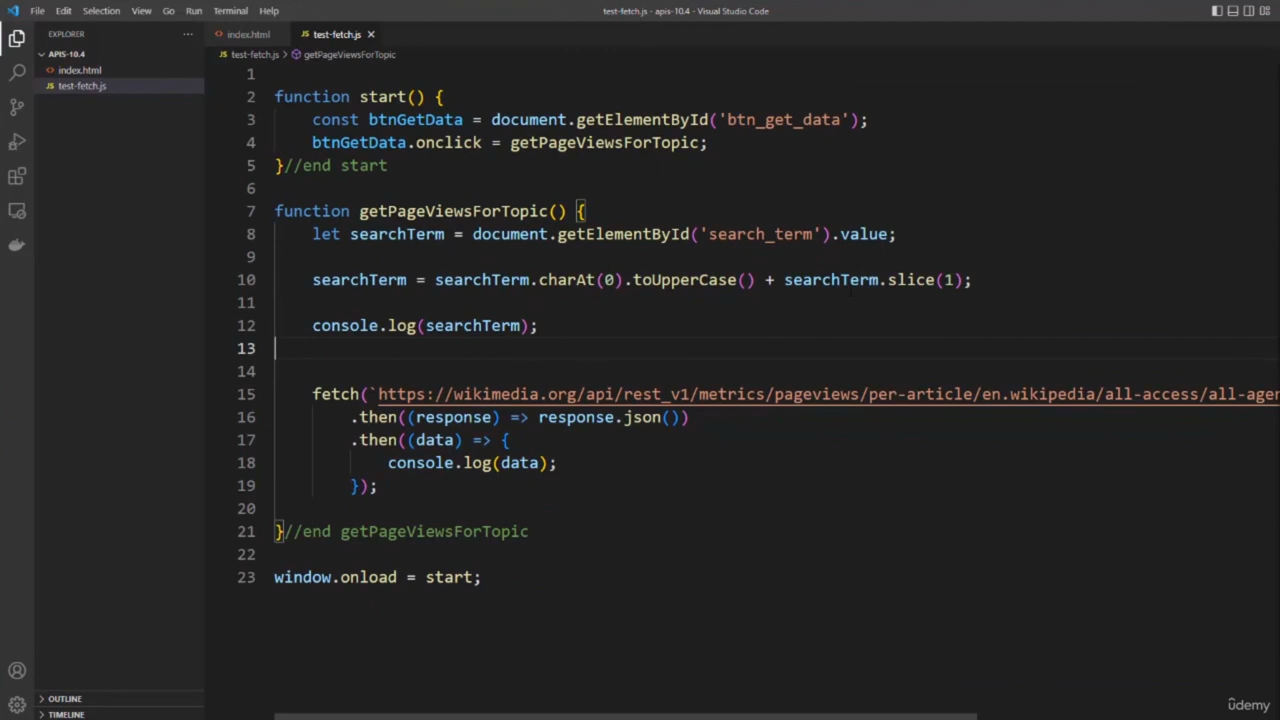 File Edit Selection View Go Run Terminal Help
test-fetch.js - apis-10.4 - Visual Studio Code
EXPLORER
APIS-10.4
index.html
test-fetch.js
OUTLINE
TIMELINE
index.html test-fetch.js
test-fetch.js > getPageViewsForTopic
1
2 function start() {
3     const btnGetData = document.getElementById('btn_get_data');
4     btnGetData.onclick = getPageViewsForTopic;
5 }//end start
6
7 function getPageViewsForTopic() {
8     let searchTerm = document.getElementById('search_term').value;
9
10     searchTerm = searchTerm.charAt(0).toUpperCase() + searchTerm.slice(1);
11
12     console.log(searchTerm);
13
14
15     fetch(`https://wikimedia.org/api/rest_v1/metrics/pageviews/per-article/en.wikipedia/all-access/all-agen
16         .then((response) => response.json())
17         .then((data) => {
18             console.log(data);
19         });
20
21 }//end getPageViewsForTopic
22
23 window.onload = start;
udemy